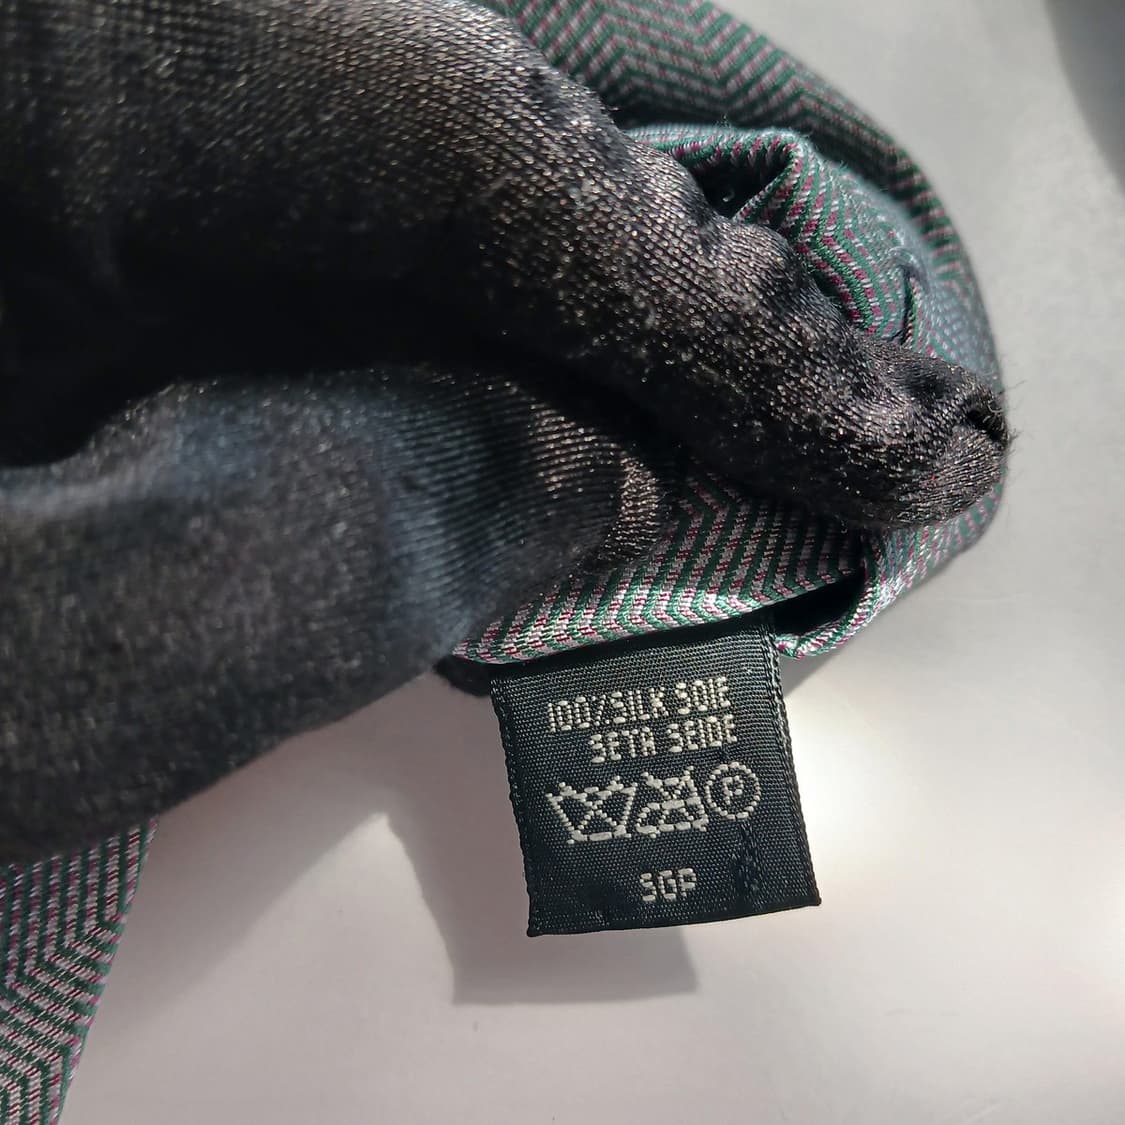 100% SILK SOIE
SETA SEIDE
P
SGP